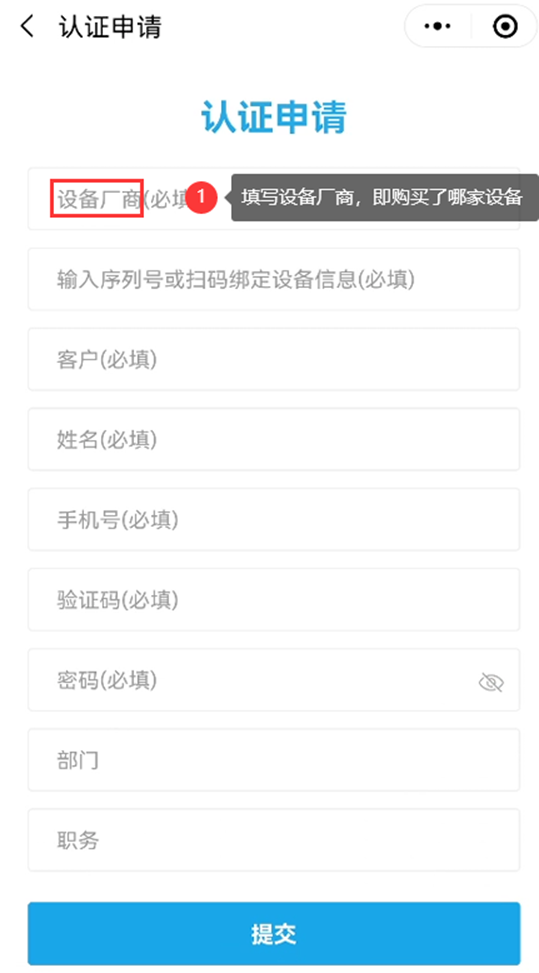 认证申请
认证申请
设备厂商(必填
1
填写设备厂商，即购买了哪家设备
输入序列号或扫码绑定设备信息(必填)
客户(必填)
姓名(必填)
手机号(必填)
验证码(必填)
密码(必填)
部门
职务
提交